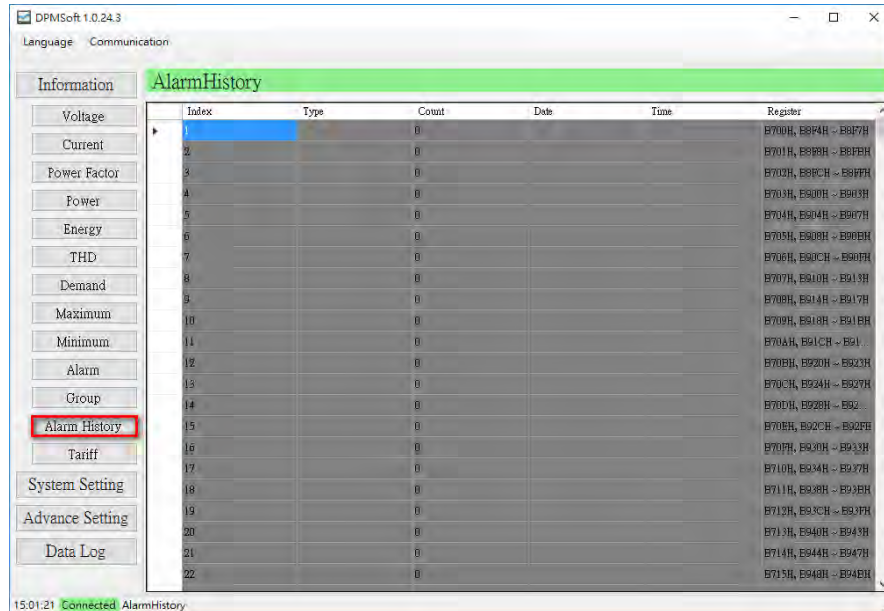 DPMSoft 1.0.24.3
Language Communication
Information
Voltage
Current
Power Factor
Power
Energy
THD
Demand
Maximum
Minimum
Alarm
Group
Alarm History
Tariff
System Setting
Advance Setting
Data Log
AlarmHistory
Index Type Count Date Time Register
1 0 B700H, B8F4H ~ B8F7H
2 0 B701H, B8F8H ~ B8FBH
3 0 B702H, B8FCH ~ B8FFH
4 0 B703H, B900H ~ B903H
5 0 B704H, B904H ~ B907H
6 0 B705H, B908H ~ B90BH
7 0 B706H, B90CH ~ B90FH
8 0 B707H, B910H ~ B913H
9 0 B708H, B914H ~ B917H
10 0 B709H, B918H ~ B91BH
11 0 B70AH, B91CH ~ B91...
12 0 B70BH, B920H ~ B923H
13 0 B70CH, B924H ~ B927H
14 0 B70DH, B928H ~ B92...
15 0 B70EH, B92CH ~ B92FH
16 0 B70FH, B930H ~ B933H
17 0 B710H, B934H ~ B937H
18 0 B711H, B938H ~ B93BH
19 0 B712H, B93CH ~ B93FH
20 0 B713H, B940H ~ B943H
21 0 B714H, B944H ~ B947H
22 0 B715H, B948H ~ B94BH
15:01:21 Connected AlarmHistory